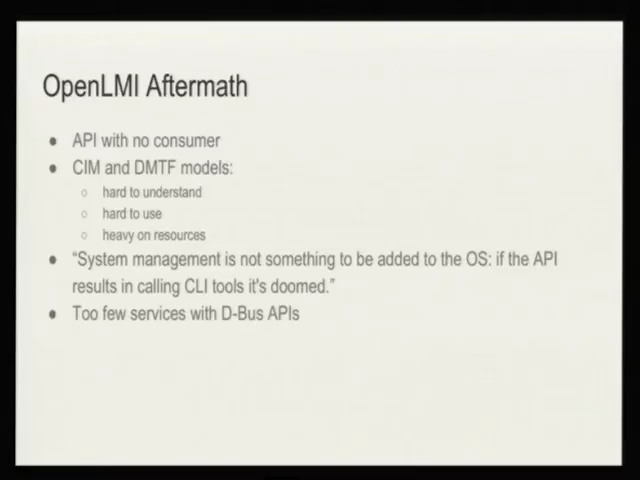 OpenLMI Aftermath
● API with no consumer
● CIM and DMTF models:
○ hard to understand
○ hard to use
○ heavy on resources
● “System management is not something to be added to the OS: if the API
results in calling CLI tools it's doomed.”
● Too few services with D-Bus APIs